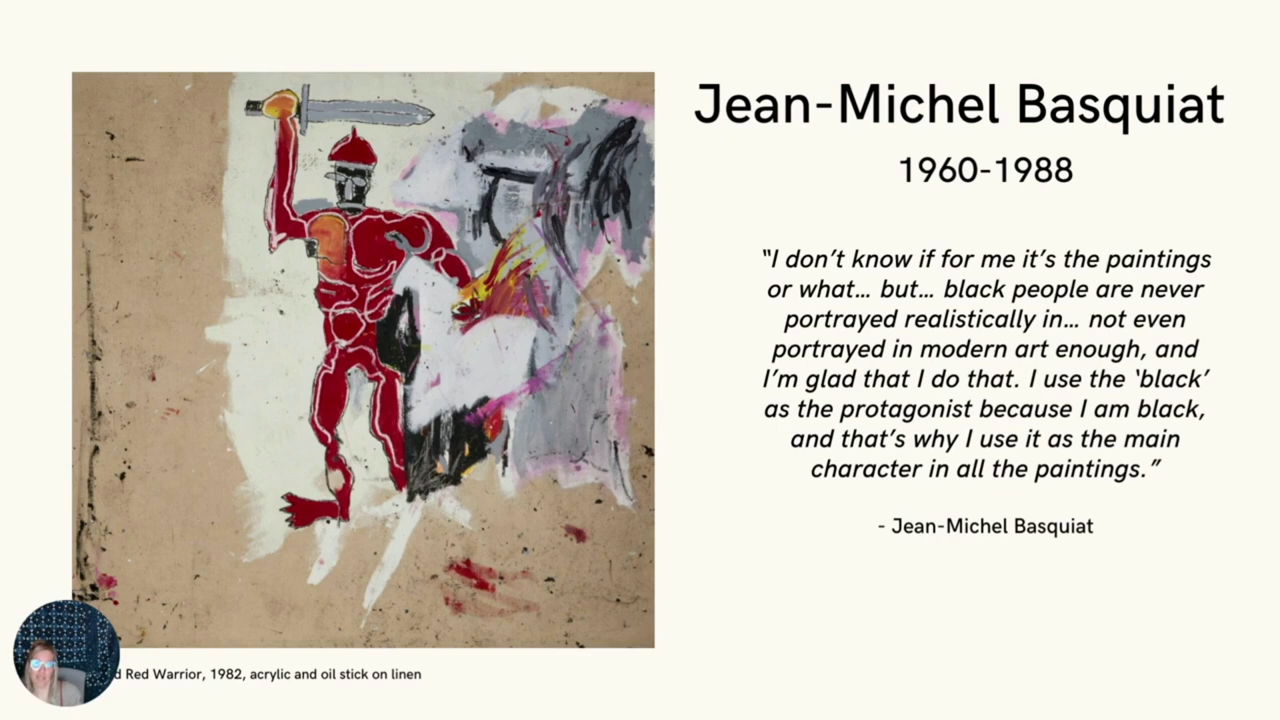 Jean-Michel Basquiat
1960-1988
“I don’t know if for me it’s the paintings
or what... but... black people are never
portrayed realistically in... not even
portrayed in modern art enough, and
I’m glad that I do that. I use the ‘black’
as the protagonist because I am black,
and that’s why I use it as the main
character in all the paintings.”
- Jean-Michel Basquiat
Red Warrior, 1982, acrylic and oil stick on linen